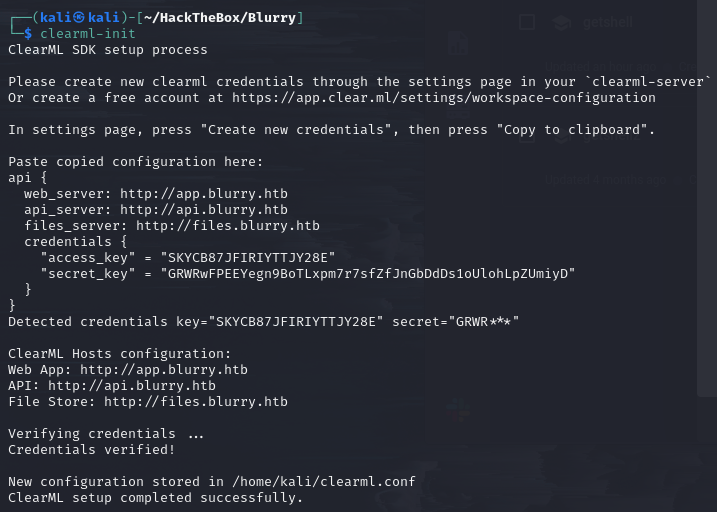 ┌──(kali㉿kali)-[~/HackTheBox/Blurry]
└─$ clearml-init
ClearML SDK setup process

Please create new clearml credentials through the settings page in your `clearml-server`
Or create a free account at https://app.clear.ml/settings/workspace-configuration

In settings page, press "Create new credentials", then press "Copy to clipboard".

Paste copied configuration here:
api {
  web_server: http://app.blurry.htb
  api_server: http://api.blurry.htb
  files_server: http://files.blurry.htb
  credentials {
    "access_key" = "SKYCB87JFIRIYTTJY28E"
    "secret_key" = "GRWRwFPEEYegn9BoTLxpm7r7sfZfJnGbDdDs1oUlohLpZUmiyD"
  }
}
Detected credentials key="SKYCB87JFIRIYTTJY28E" secret="GRWR***"

ClearML Hosts configuration:
Web App: http://app.blurry.htb
API: http://api.blurry.htb
File Store: http://files.blurry.htb

Verifying credentials ...
Credentials verified!

New configuration stored in /home/kali/clearml.conf
ClearML setup completed successfully.
getshell